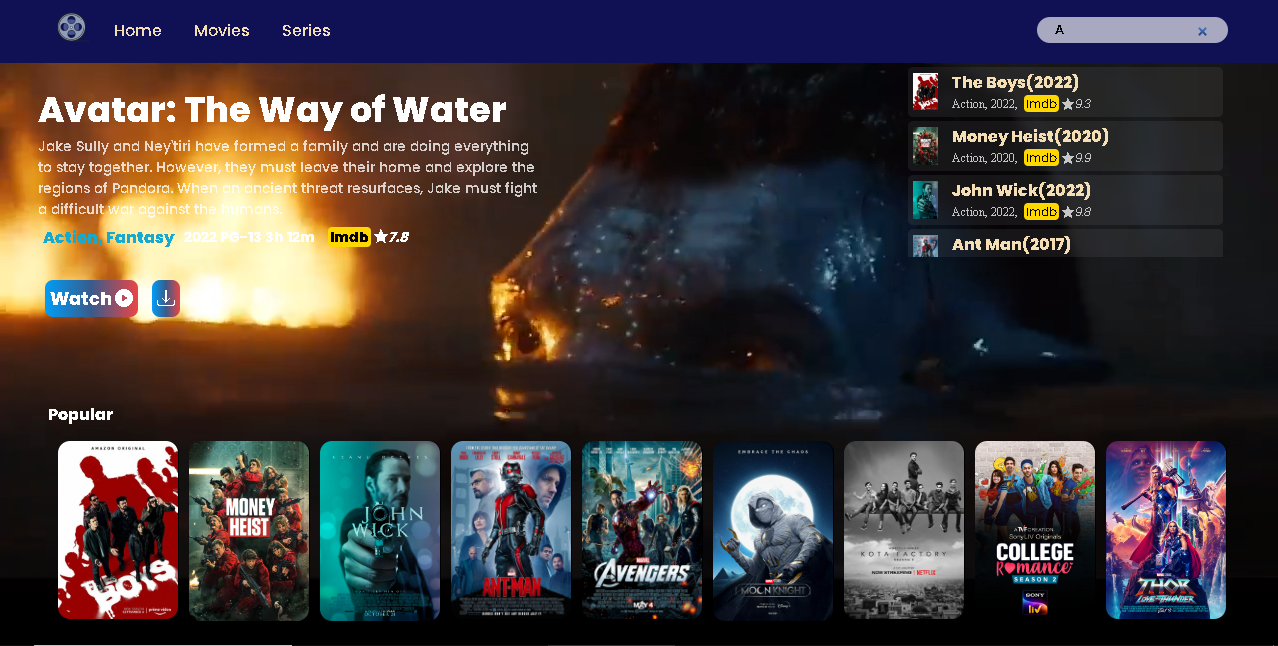 Home Movies Series
A
Avatar: The Way of Water
Jake Sully and Ney'tiri have formed a family and are doing everything
to stay together. However, they must leave their home and explore the
regions of Pandora. When an ancient threat resurfaces, Jake must fight
a difficult war against the humans.
Action, Fantasy 2022 PG-13 3h 12m Imdb 7.8
Watch
The Boys(2022)
Action, 2022, Imdb 9.3
Money Heist(2020)
Action, 2020, Imdb 9.9
John Wick(2022)
Action, 2022, Imdb 9.8
Ant Man(2017)
Popular
AMAZON ORIGINAL
BOYS
prime video
MONEY
HEIST
KEANU REEVES
JOHN
WICK
OCTOBER 24
ANT-MAN
MARVEL
AVENGERS
MAY 4
EMBRACE THE CHAOS
MOON KNIGHT
KOTA FACTORY
NOW STREAMING NETFLIX
A TVF CREATION
SonyLIV Originals
COLLEGE
ROMANCE
SEASON 2
SONY
liv
THOR
LOVE AND THUNDER